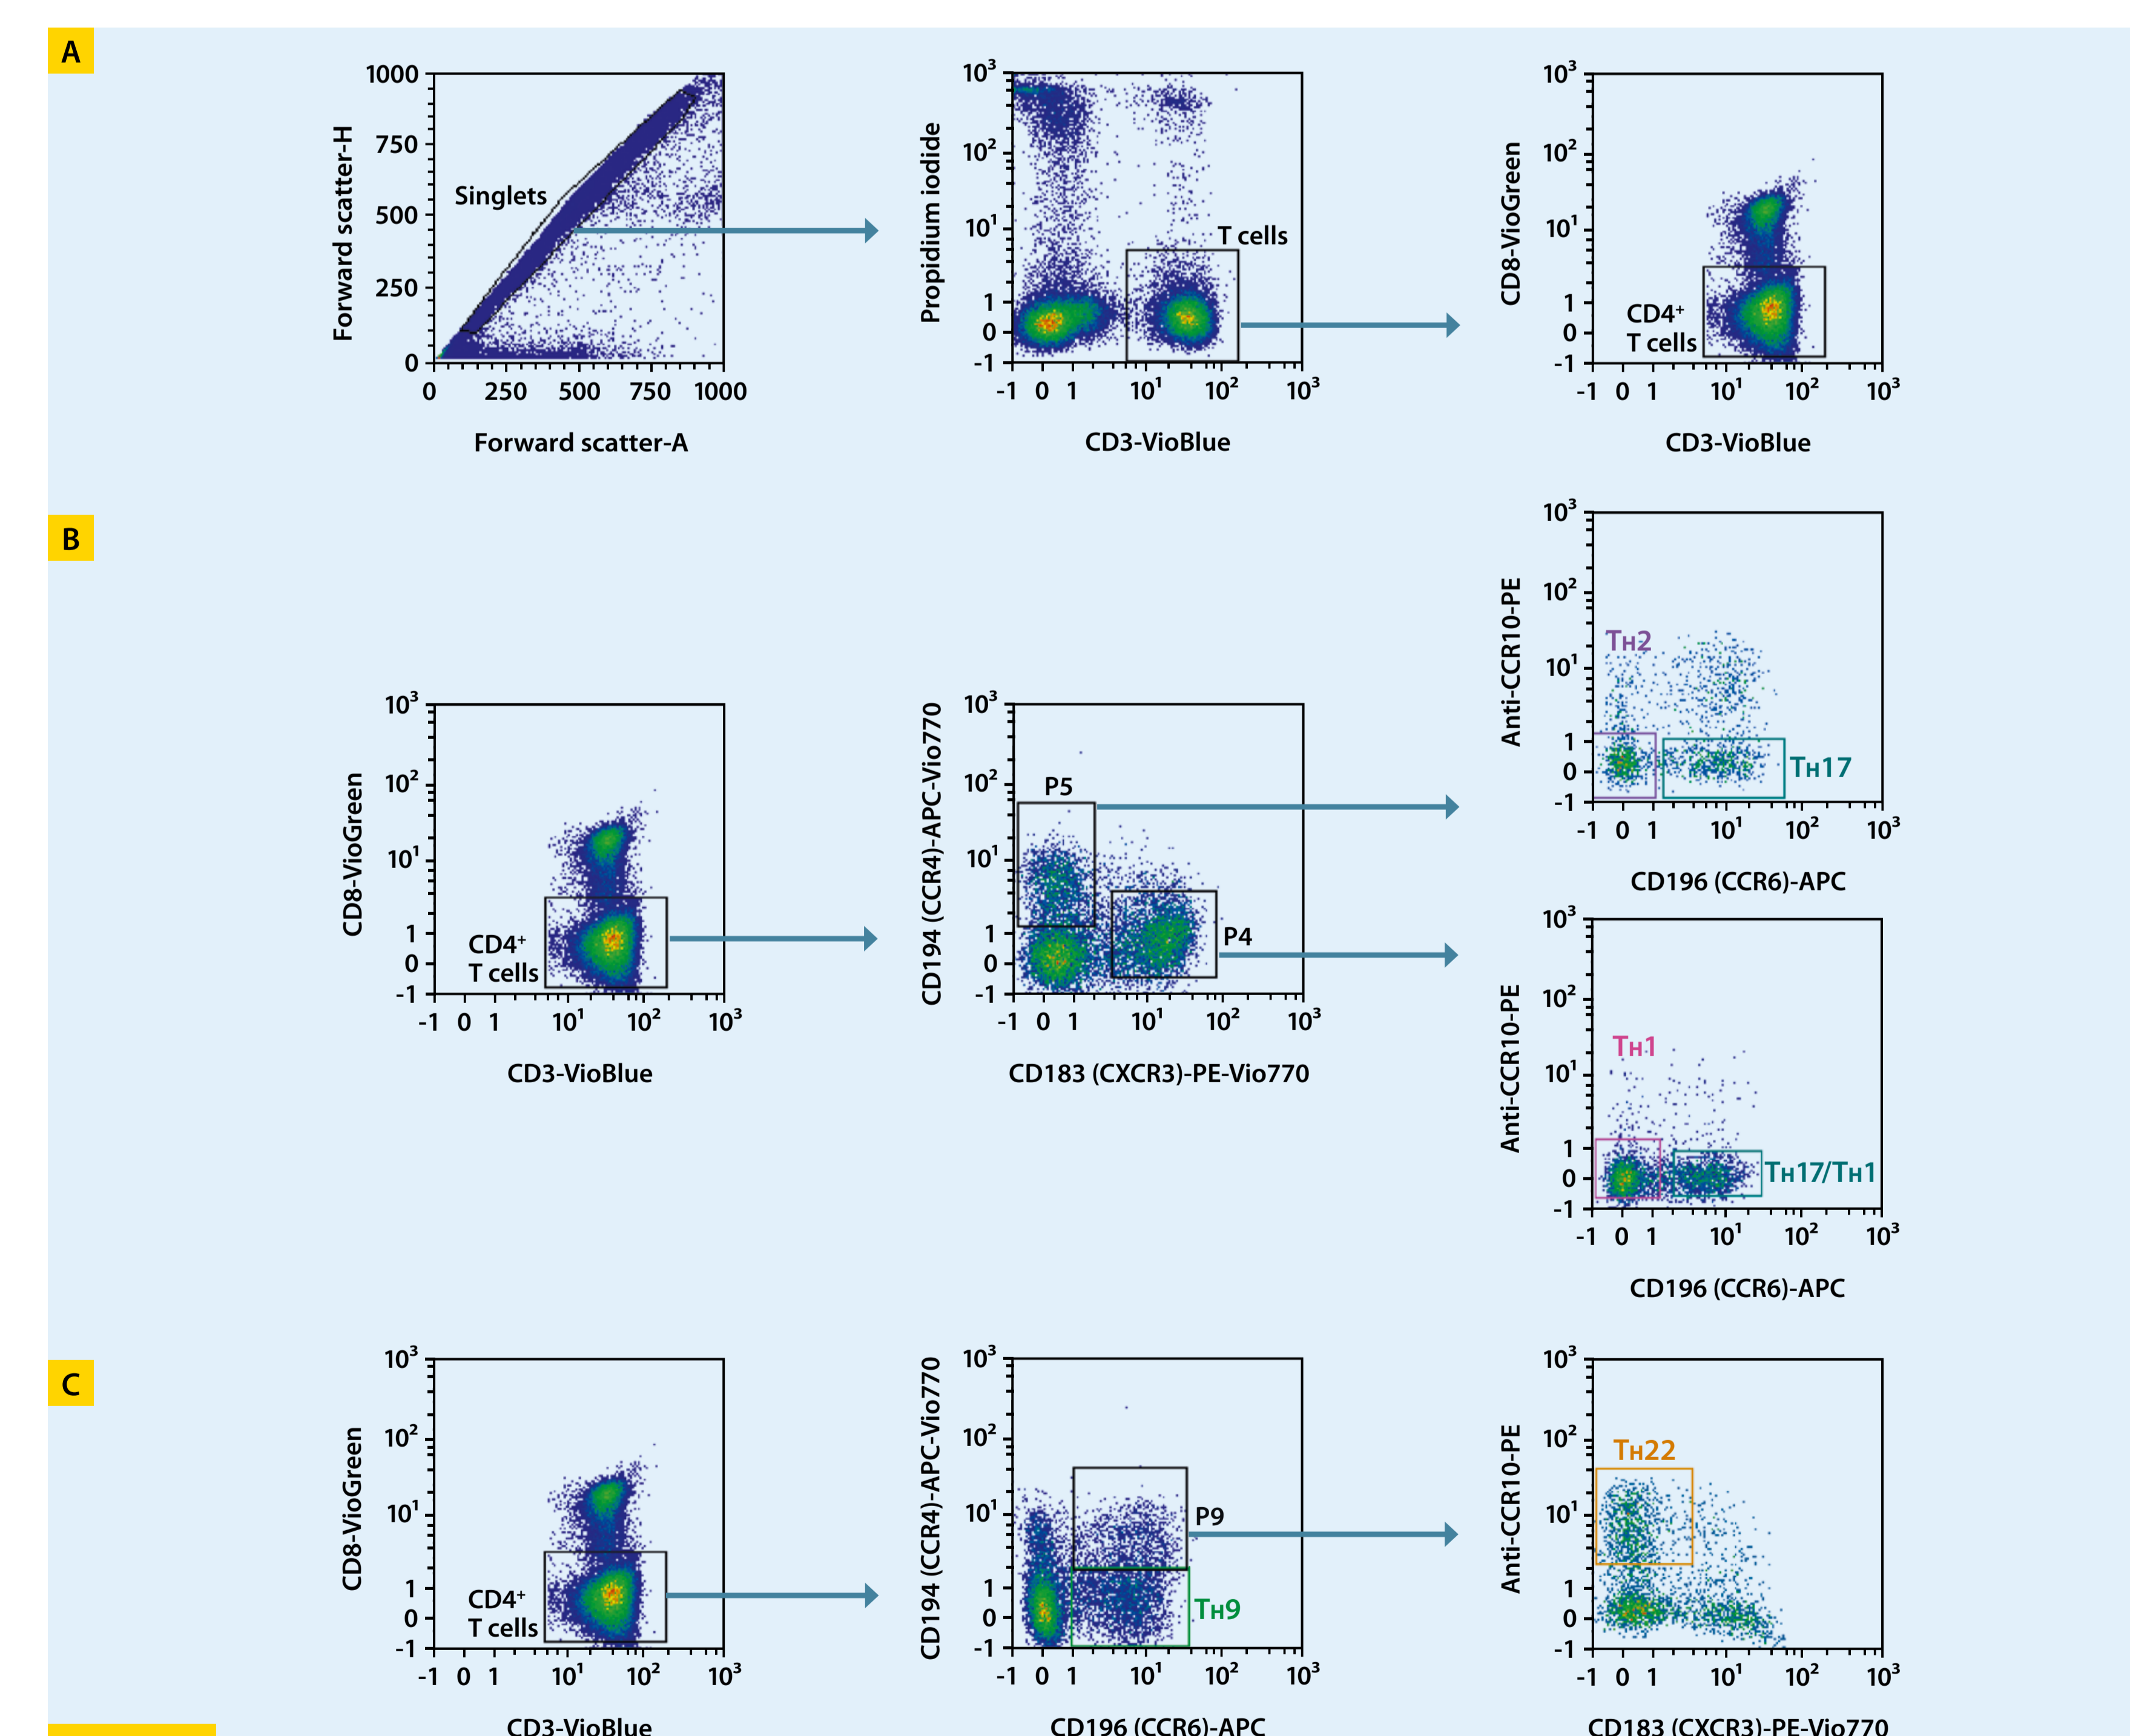 A
Forward scatter-H
1000
750
500
250
0
Singlets
0 250 500 750 1000
Forward scatter-A
Propidium iodide
10³
10²
10¹
1
0
-1
T cells
-1 0 1 10¹ 10² 10³
CD3-VioBlue
CD8-VioGreen
10³
10²
10¹
1
0
-1
CD4⁺
T cells
-1 0 1 10¹ 10² 10³
CD3-VioBlue
B
CD8-VioGreen
10³
10²
10¹
1
0
-1
CD4⁺
T cells
-1 0 1 10¹ 10² 10³
CD3-VioBlue
CD194 (CCR4)-APC-Vio770
10³
10²
10¹
1
0
-1
P5
P4
-1 0 1 10¹ 10² 10³
CD183 (CXCR3)-PE-Vio770
Anti-CCR10-PE
10³
10²
10¹
1
0
-1
TH2
TH17
-1 0 1 10¹ 10² 10³
CD196 (CCR6)-APC
Anti-CCR10-PE
10³
10²
10¹
1
0
-1
TH1
TH17/TH1
-1 0 1 10¹ 10² 10³
CD196 (CCR6)-APC
C
CD8-VioGreen
10³
10²
10¹
1
0
-1
CD4⁺
T cells
-1 0 1 10¹ 10² 10³
CD3-VioBlue
CD194 (CCR4)-APC-Vio770
10³
10²
10¹
1
0
-1
P9
TH9
-1 0 1 10¹ 10² 10³
CD196 (CCR6)-APC
Anti-CCR10-PE
10³
10²
10¹
1
0
-1
TH22
-1 0 1 10¹ 10² 10³
CD183 (CXCR3)-PE-Vio770